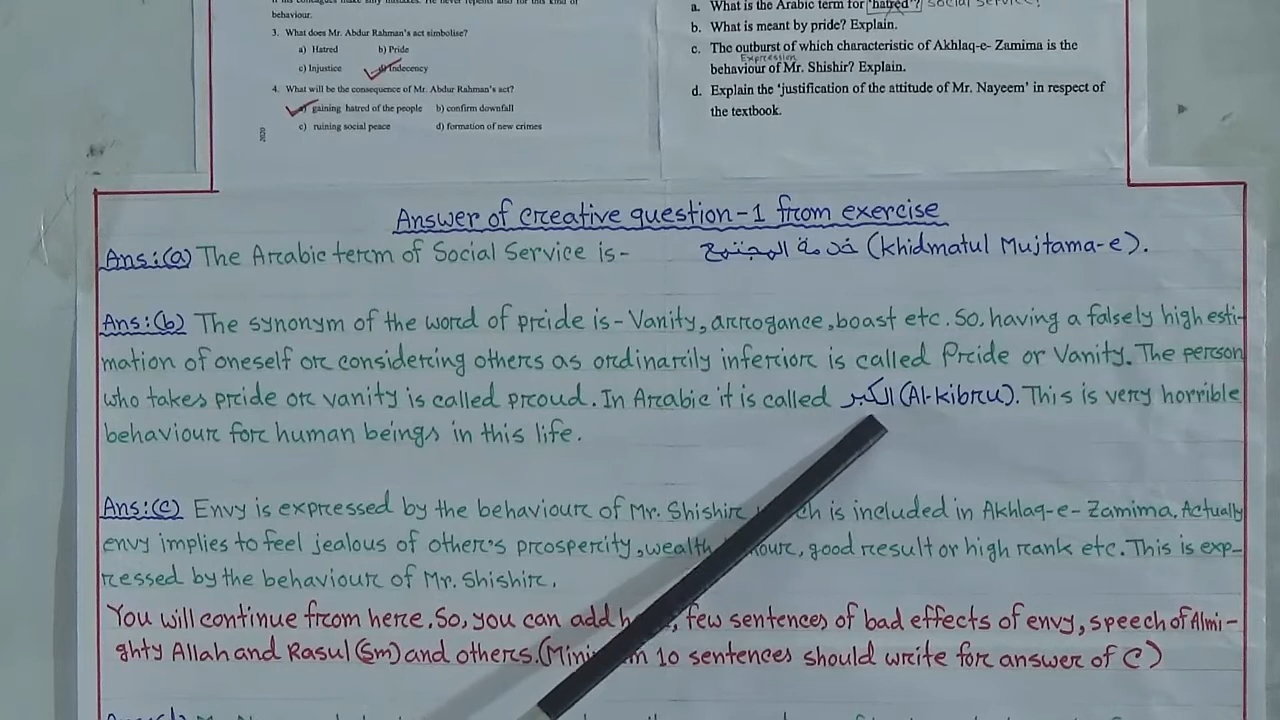 behaviour.
3. What does Mr. Abdur Rahman's act simbolise?
a) Hatred b) Pride
c) Injustice d) Indecency
4. What will be the consequence of Mr. Abdur Rahman's act?
a) gaining hatred of the people b) confirm downfall
c) ruining social peace d) formation of new crimes
2020
a. What is the Arabic term for 'hatred'? Social Service?
b. What is meant by pride? Explain.
c. The outburst of which characteristic of Akhlaq-e- Zamima is the
Expression
behaviour of Mr. Shishir? Explain.
d. Explain the 'justification of the attitude of Mr. Nayeem' in respect of
the textbook.
Answer of creative question-1 from exercise
Ans:(a) The Arabic term of Social Service is- خدمة المجتمع (Khidmatul Mujtama-e).
Ans:(b) The synonym of the word of pride is- Vanity, arrogance, boast etc. So, having a falsely high esti-
mation of oneself or considering others as ordinarily inferior is called Pride or Vanity. The person
who takes pride or vanity is called proud. In Arabic it is called الكبر (Al-kibru). This is very horrible
behaviour for human beings in this life.
Ans:(c) Envy is expressed by the behaviour of Mr. Shishir is included in Akhlaq-e-Zamima. Actually
envy implies to feel jealous of other's prosperity, wealth, good result or high rank etc. This is exp-
ressed by the behaviour of Mr. Shishir.
You will continue from here. So, you can add few sentences of bad effects of envy, speech of Almi-
ghty Allah and Rasul (Sm) and others. 10 sentences should write for answer of C)